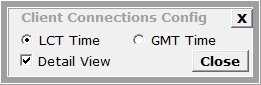 Client Connections Config X
LCT Time GMT Time
Detail View Close